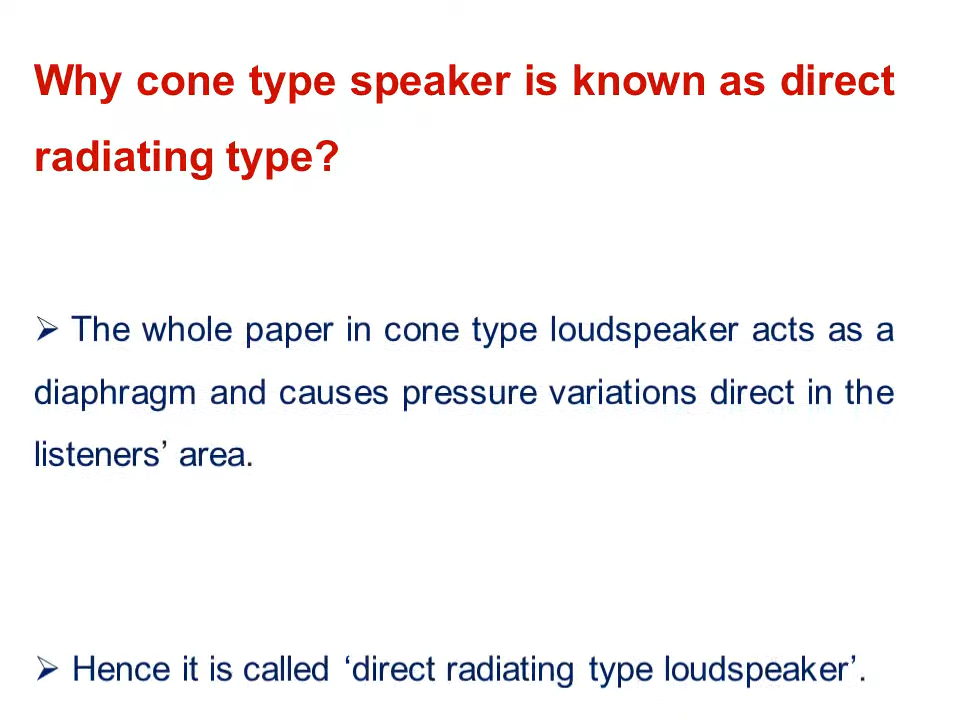 Why cone type speaker is known as direct
radiating type?
➢ The whole paper in cone type loudspeaker acts as a
diaphragm and causes pressure variations direct in the
listeners’ area.
➢ Hence it is called ‘direct radiating type loudspeaker’.